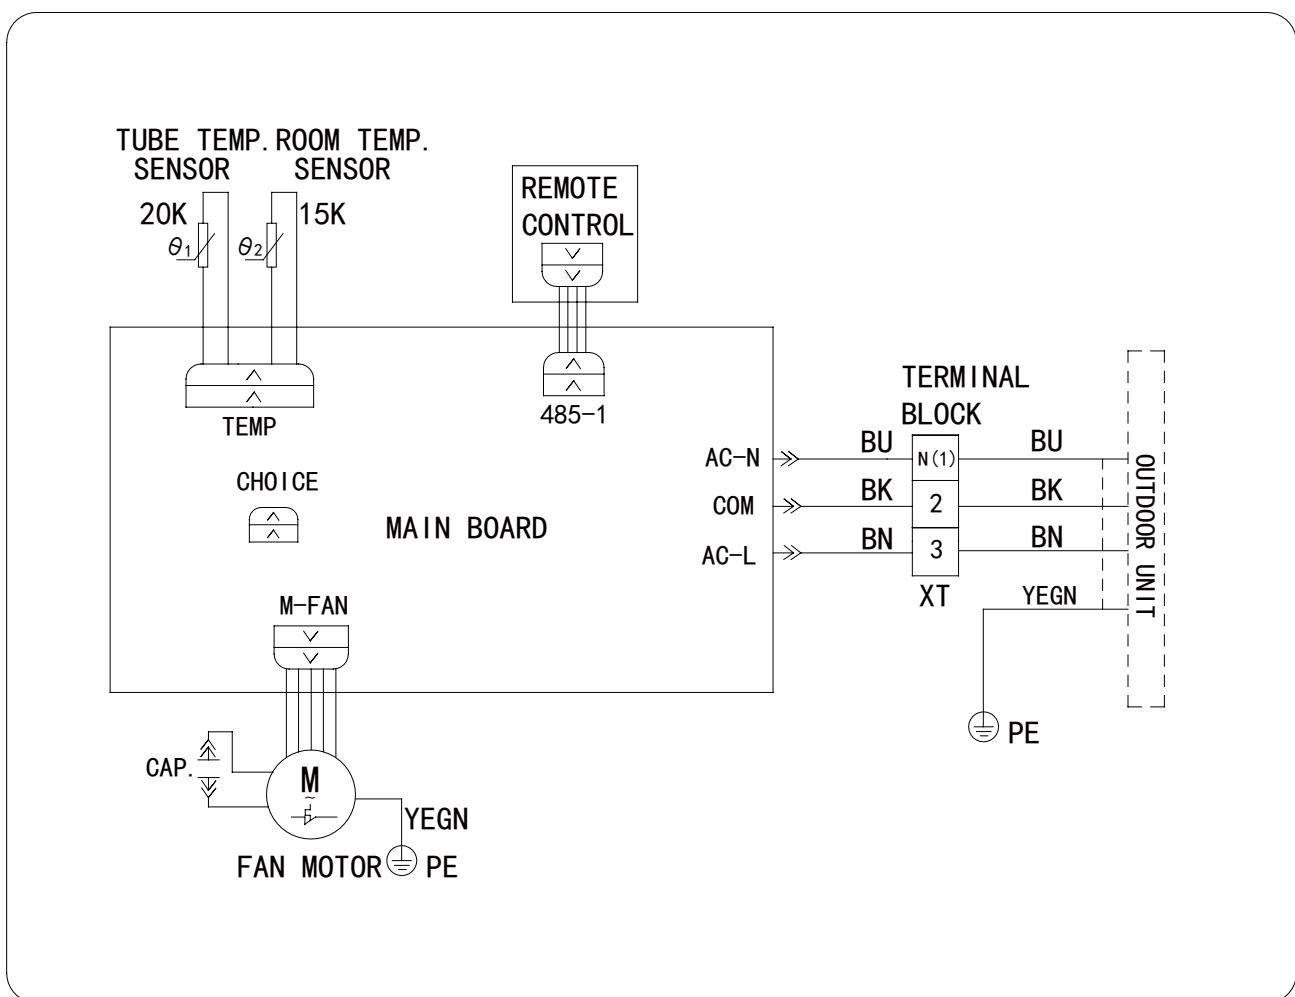 TUBE TEMP. ROOM TEMP.
SENSOR SENSOR
20K 15K
θ1 θ2
REMOTE
CONTROL
TEMP
485-1
CHOICE
MAIN BOARD
M-FAN
AC-N
COM
AC-L
TERMINAL
BLOCK
BU N(1) BU
BK 2 BK
BN 3 BN
XT
YEGN
OUTDOOR UNIT
PE
CAP.
M
~
YEGN
FAN MOTOR PE